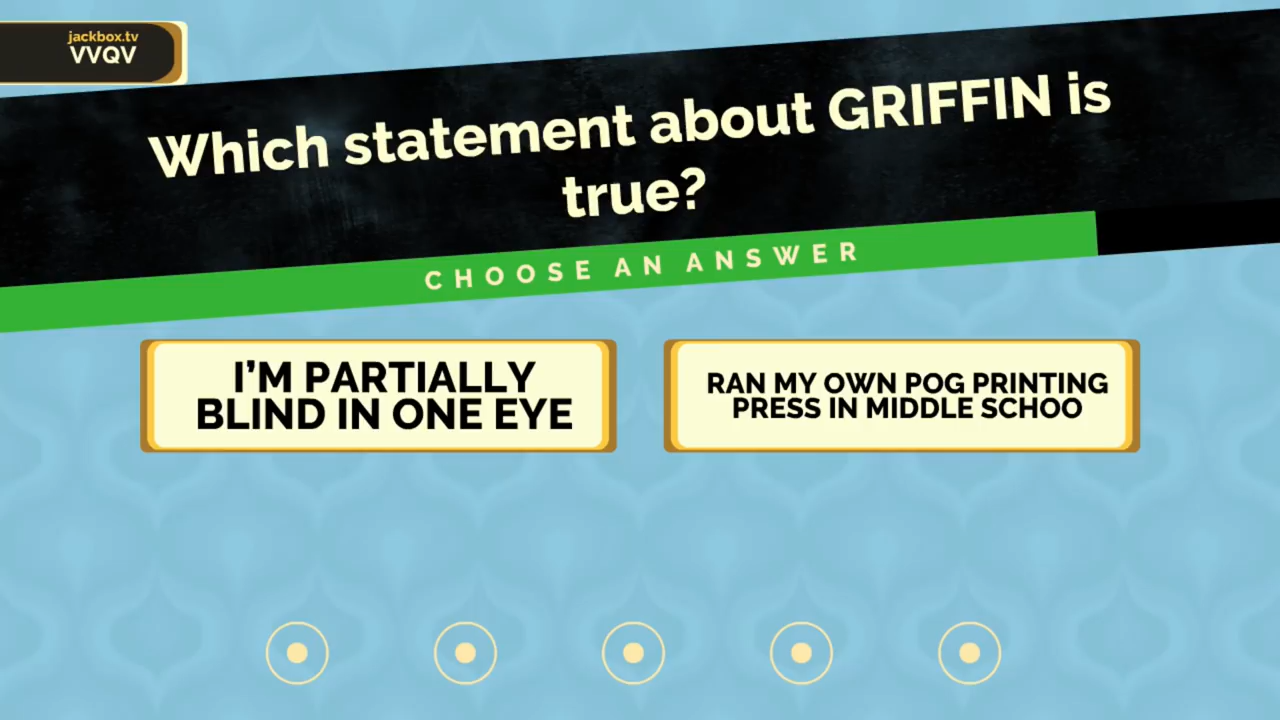 jackbox.tv
VVQV
Which statement about GRIFFIN is
true?
CHOOSE AN ANSWER
I'M PARTIALLY
BLIND IN ONE EYE
RAN MY OWN POG PRINTING
PRESS IN MIDDLE SCHOO